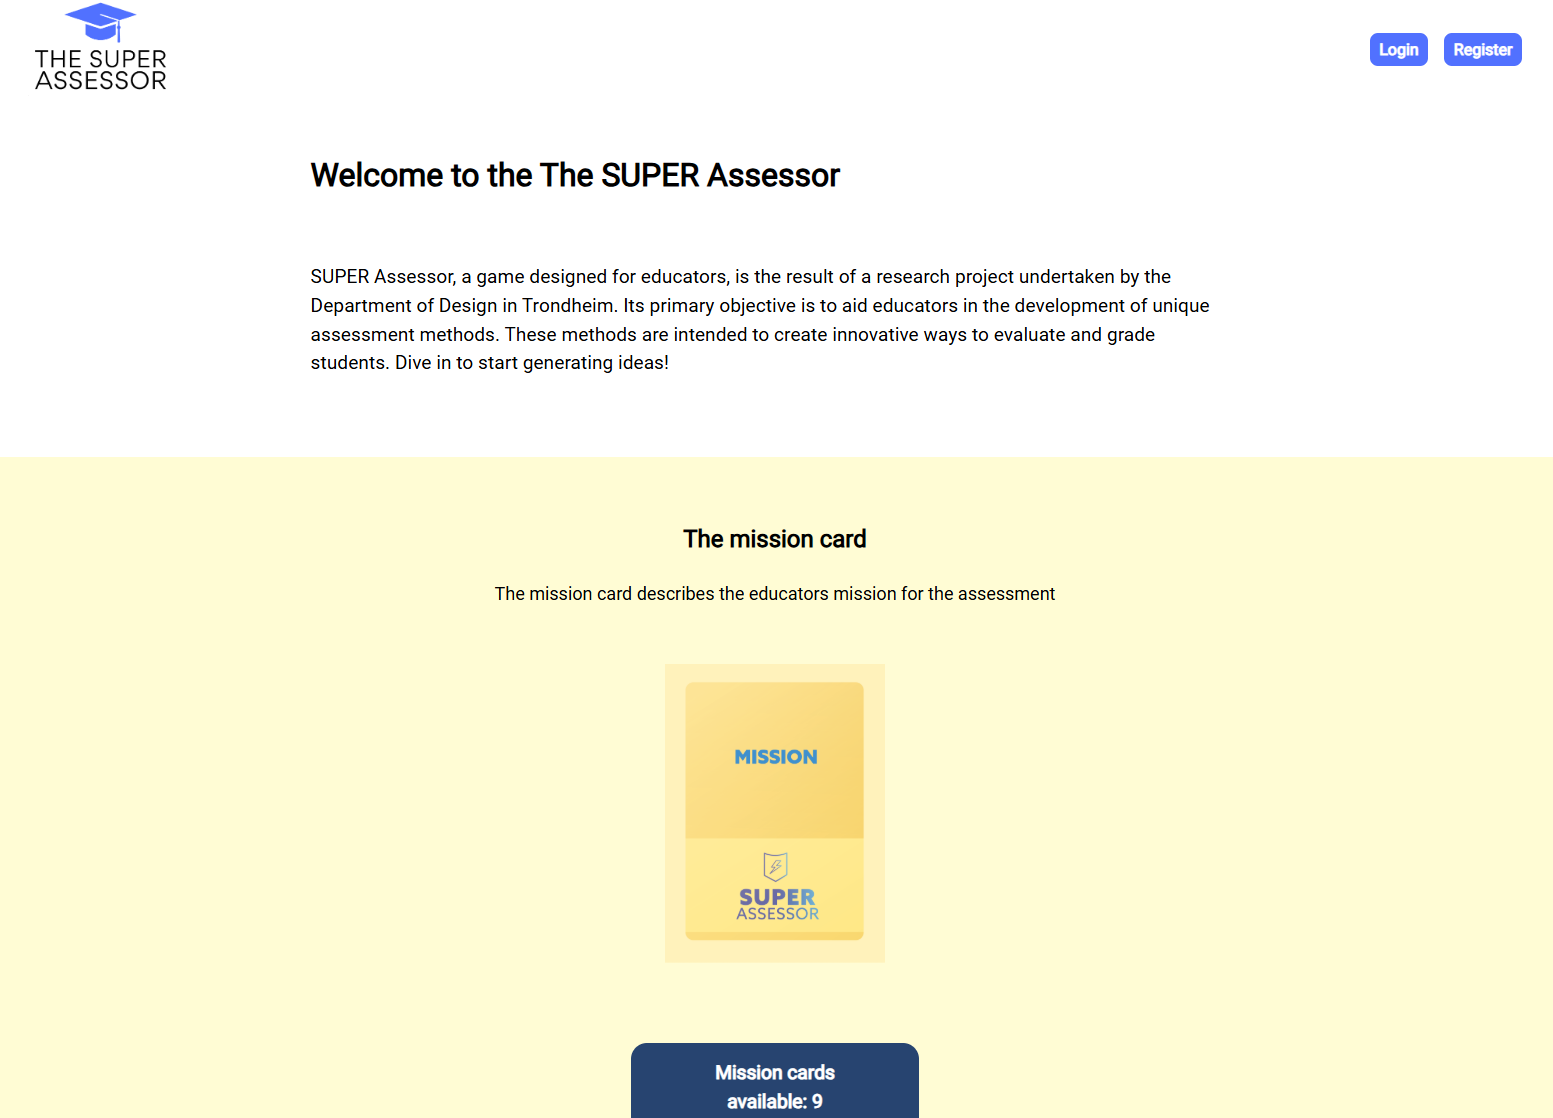 THE SUPER
ASSESSOR
Login
Register
Welcome to the The SUPER Assessor
SUPER Assessor, a game designed for educators, is the result of a research project undertaken by the
Department of Design in Trondheim. Its primary objective is to aid educators in the development of unique
assessment methods. These methods are intended to create innovative ways to evaluate and grade
students. Dive in to start generating ideas!
The mission card
The mission card describes the educators mission for the assessment
MISSION
SUPER
ASSESSOR
Mission cards
available: 9